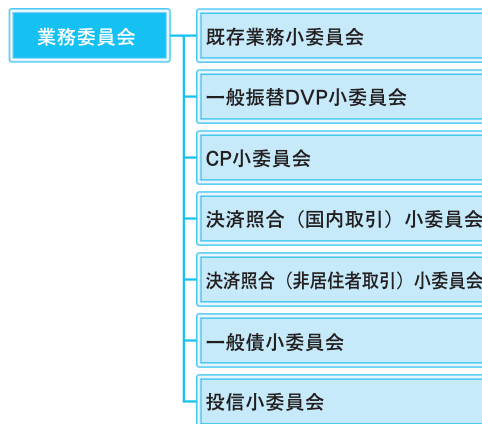 業務委員会
既存業務小委員会
一般振替DVP小委員会
CP小委員会
決済照合（国内取引）小委員会
決済照合（非居住者取引）小委員会
一般債小委員会
投信小委員会